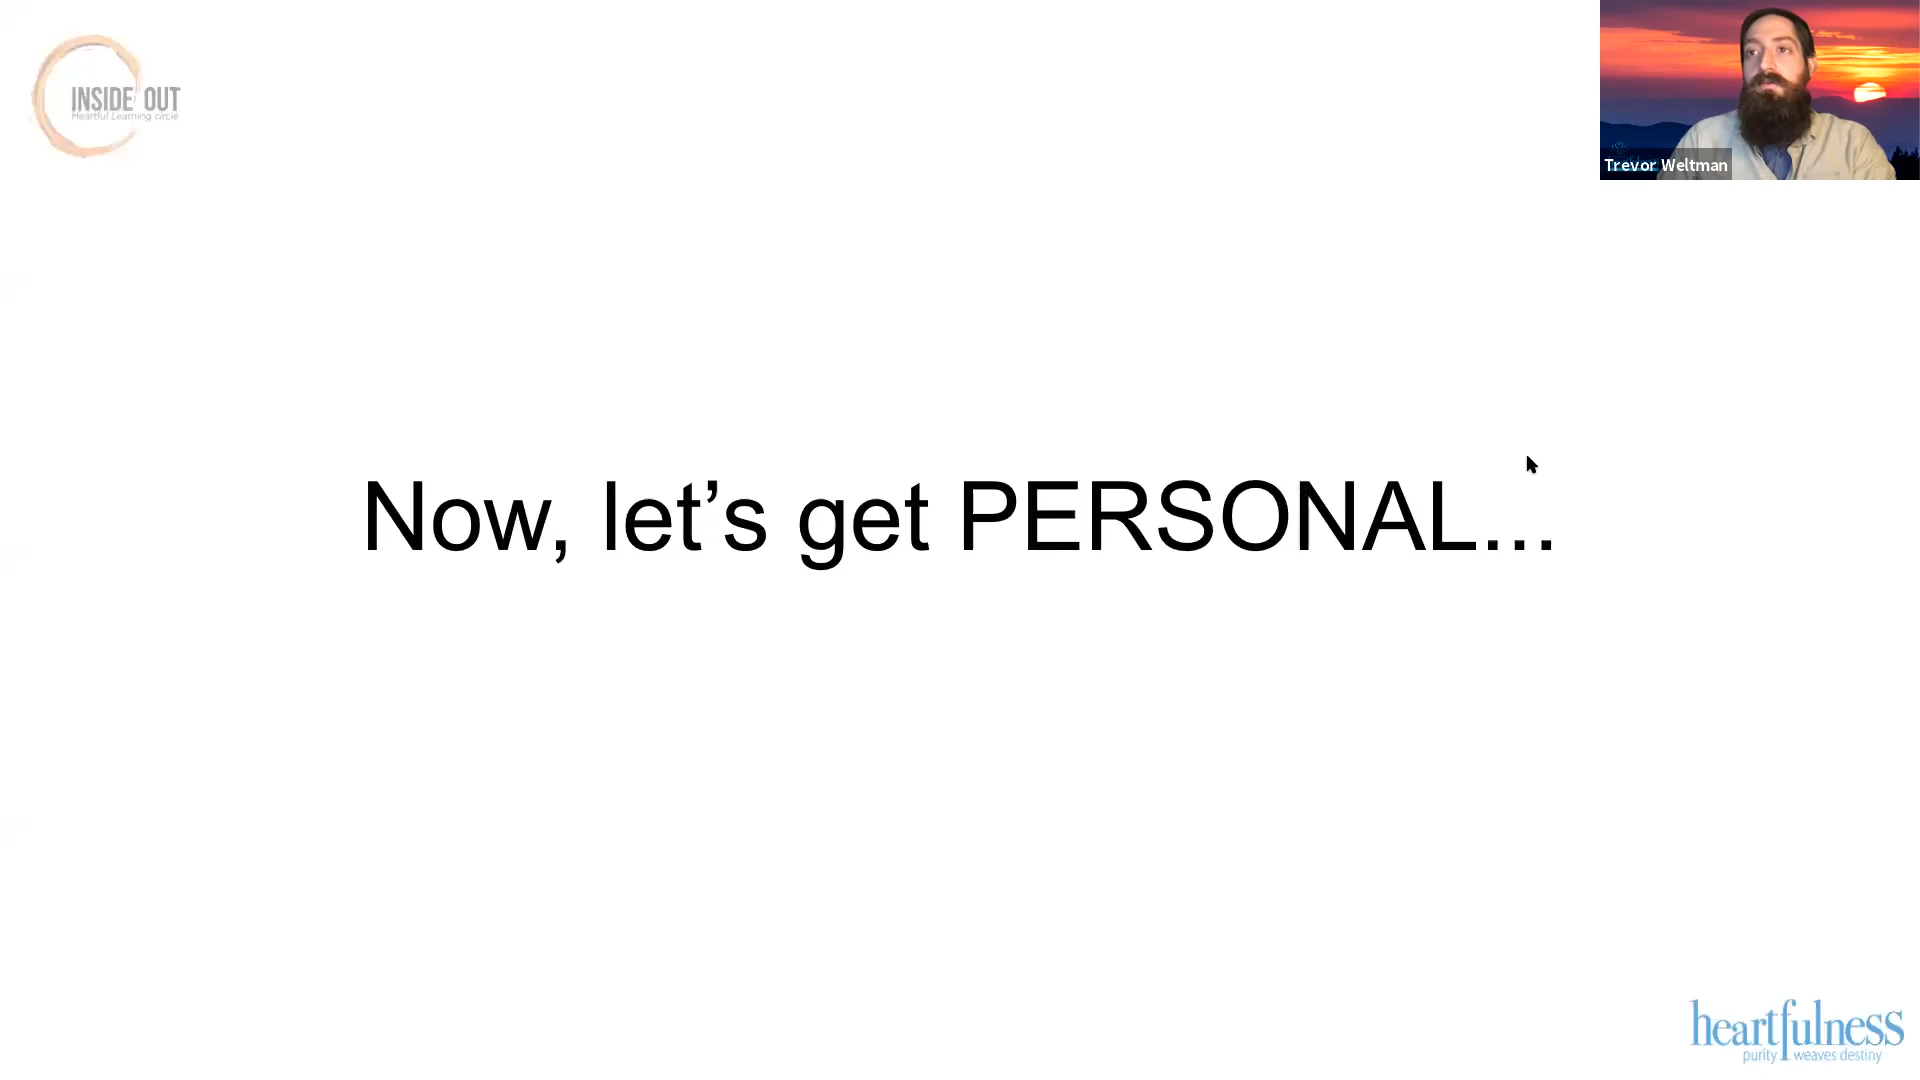 INSIDE OUT
Heartful Learning circle
Trevor Weltman
Now, let’s get PERSONAL...
heartfulness
purity weaves destiny